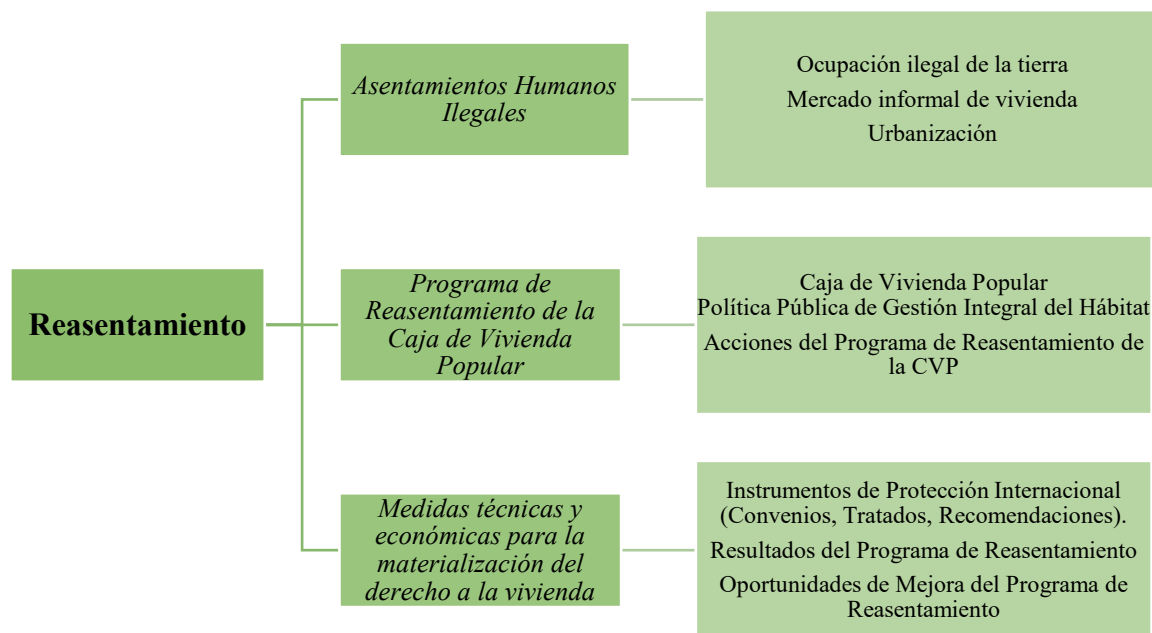 Reasentamiento
Asentamientos Humanos
Ilegales
Ocupación ilegal de la tierra
Mercado informal de vivienda
Urbanización
Programa de
Reasentamiento de la
Caja de Vivienda
Popular
Caja de Vivienda Popular
Política Pública de Gestión Integral del Hábitat
Acciones del Programa de Reasentamiento de
la CVP
Medidas técnicas y
económicas para la
materialización del
derecho a la vivienda
Instrumentos de Protección Internacional
(Convenios, Tratados, Recomendaciones).
Resultados del Programa de Reasentamiento
Oportunidades de Mejora del Programa de
Reasentamiento